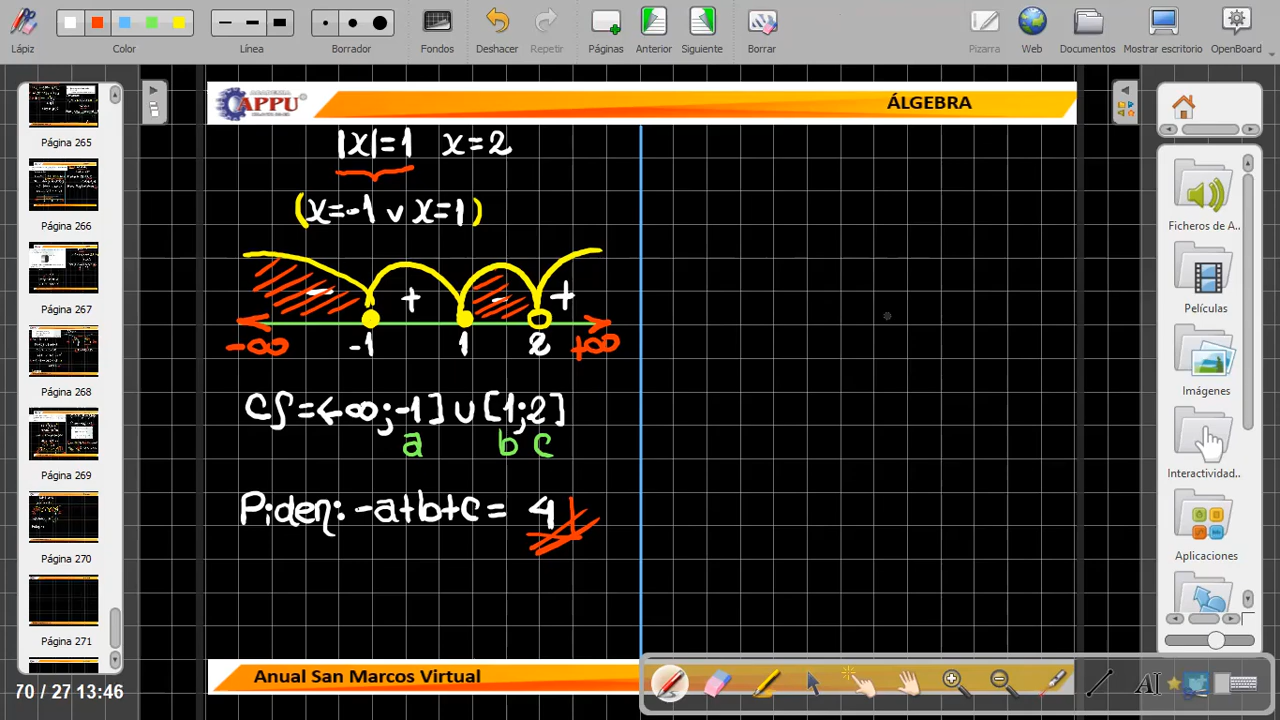 Lápiz
Color
Línea
Borrador
Fondos
Deshacer
Repetir
Páginas
Anterior
Siguiente
Borrar
Pizarra
Web
Documentos
Mostrar escritorio
OpenBoard
Página 265
Página 266
Página 267
Página 268
Página 269
Página 270
Página 271
70 / 27 13:46
ACADEMIA
APPU
ÁLGEBRA
|x|=1 x=2
(x=-1 v x=1)
- + - +
-∞ -1 1 2 +∞
CS=<-∞;-1] ∪ [1;2]
a b c
Piden: -a+b+c= 4
Anual San Marcos Virtual
Ficheros de A...
Películas
Imágenes
Interactividad...
Aplicaciones